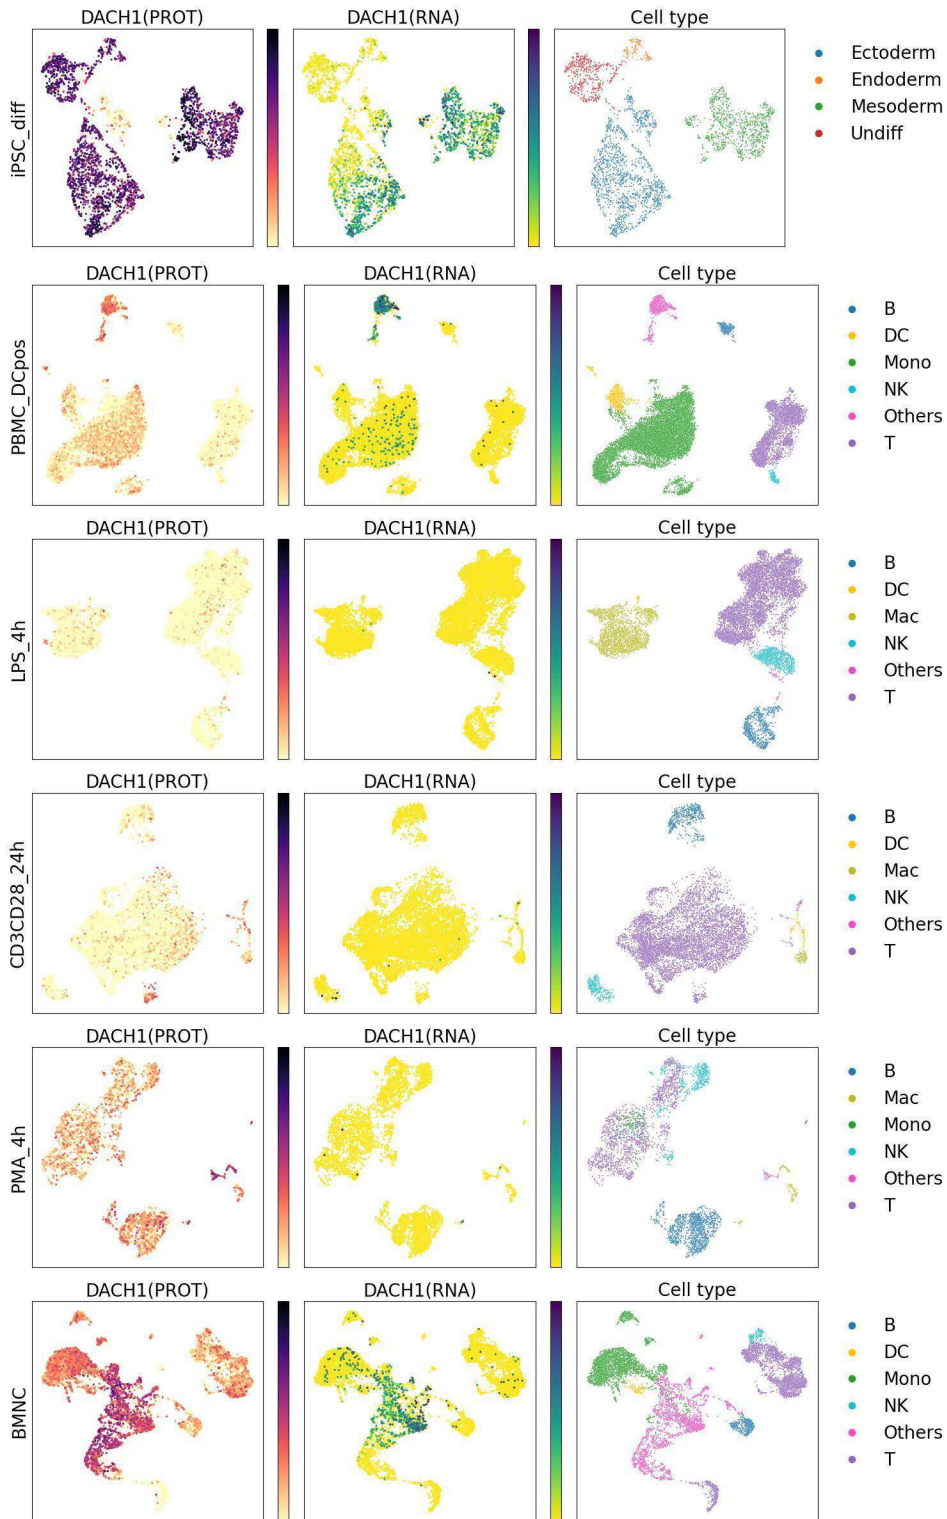 DACH1(PROT) DACH1(RNA) Cell type
iPSC_diff
Ectoderm
Endoderm
Mesoderm
Undiff
DACH1(PROT) DACH1(RNA) Cell type
PBMC_DCpos
B
DC
Mono
NK
Others
T
DACH1(PROT) DACH1(RNA) Cell type
LPS_4h
B
DC
Mac
NK
Others
T
DACH1(PROT) DACH1(RNA) Cell type
CD3CD28_24h
B
DC
Mac
NK
Others
T
DACH1(PROT) DACH1(RNA) Cell type
PMA_4h
B
Mac
Mono
NK
Others
T
DACH1(PROT) DACH1(RNA) Cell type
BMNC
B
DC
Mono
NK
Others
T